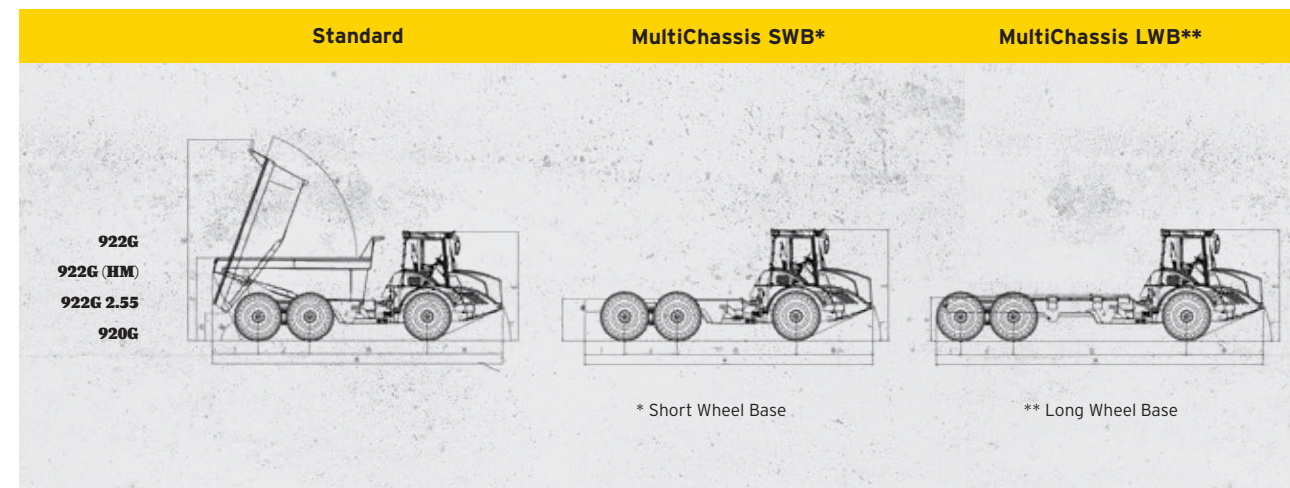 Standard
MultiChassis SWB*
MultiChassis LWB**
922G
922G (HM)
922G 2.55
920G
* Short Wheel Base
** Long Wheel Base